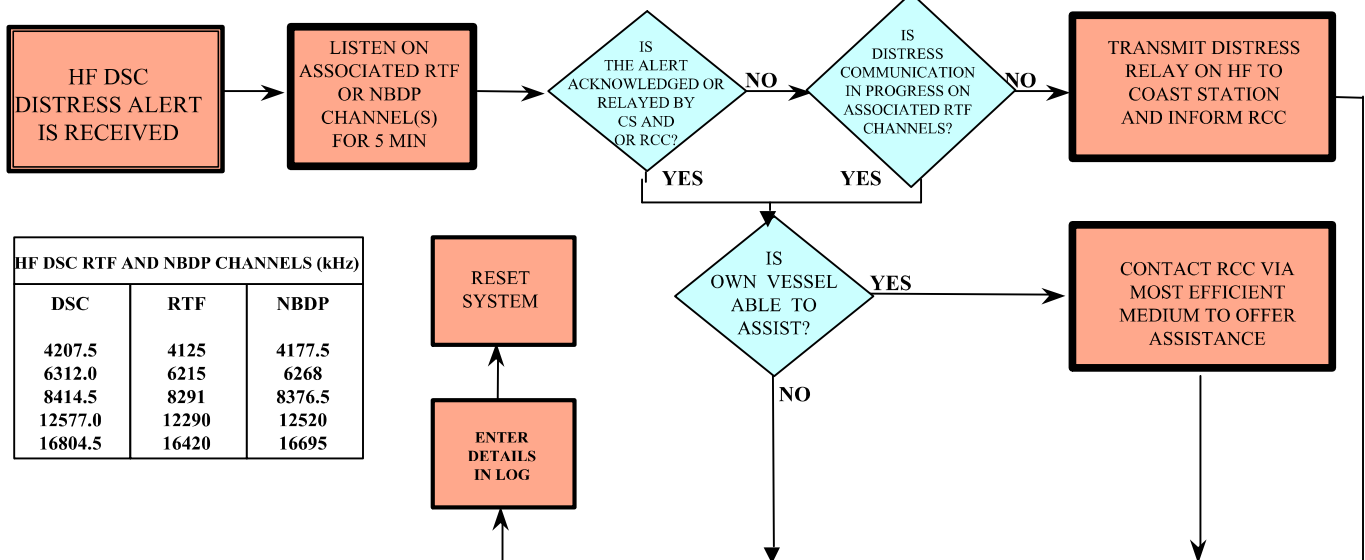 HF DSC
DISTRESS ALERT
IS RECEIVED
LISTEN ON
ASSOCIATED RTF
OR NBDP
CHANNEL(S)
FOR 5 MIN
IS
THE ALERT
ACKNOWLEDGED OR
RELAYED BY
CS AND
OR RCC?
NO
YES
IS
DISTRESS
COMMUNICATION
IN PROGRESS ON
ASSOCIATED RTF
CHANNELS?
NO
YES
TRANSMIT DISTRESS
RELAY ON HF TO
COAST STATION
AND INFORM RCC
HF DSC RTF AND NBDP CHANNELS (kHz)
DSC RTF NBDP
4207.5 4125 4177.5
6312.0 6215 6268
8414.5 8291 8376.5
12577.0 12290 12520
16804.5 16420 16695
RESET
SYSTEM
ENTER
DETAILS
IN LOG
IS
OWN VESSEL
ABLE TO
ASSIST?
YES
NO
CONTACT RCC VIA
MOST EFFICIENT
MEDIUM TO OFFER
ASSISTANCE